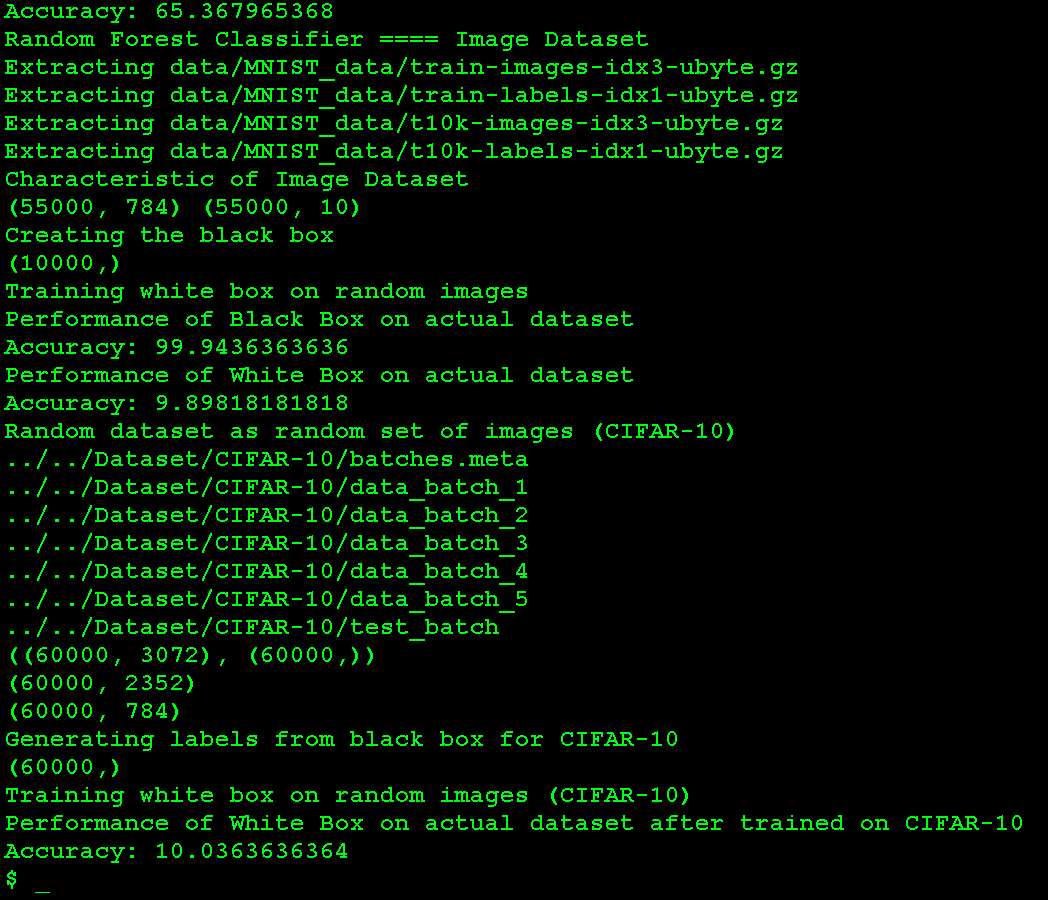 Accuracy: 65.367965368
Random Forest Classifier ==== Image Dataset
Extracting data/MNIST_data/train-images-idx3-ubyte.gz
Extracting data/MNIST_data/train-labels-idx1-ubyte.gz
Extracting data/MNIST_data/t10k-images-idx3-ubyte.gz
Extracting data/MNIST_data/t10k-labels-idx1-ubyte.gz
Characteristic of Image Dataset
(55000, 784) (55000, 10)
Creating the black box
(10000,)
Training white box on random images
Performance of Black Box on actual dataset
Accuracy: 99.9436363636
Performance of White Box on actual dataset
Accuracy: 9.89818181818
Random dataset as random set of images (CIFAR-10)
../../Dataset/CIFAR-10/batches.meta
../../Dataset/CIFAR-10/data_batch_1
../../Dataset/CIFAR-10/data_batch_2
../../Dataset/CIFAR-10/data_batch_3
../../Dataset/CIFAR-10/data_batch_4
../../Dataset/CIFAR-10/data_batch_5
../../Dataset/CIFAR-10/test_batch
((60000, 3072), (60000,))
(60000, 2352)
(60000, 784)
Generating labels from black box for CIFAR-10
(60000,)
Training white box on random images (CIFAR-10)
Performance of White Box on actual dataset after trained on CIFAR-10
Accuracy: 10.0363636364
$ _